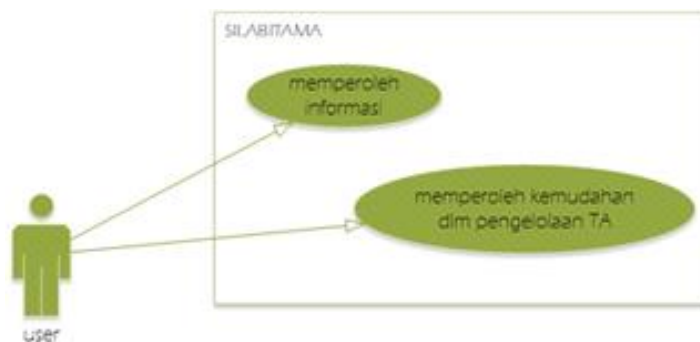 SILABITAMA
memperoleh
informasi
memperoleh kemudahan
dlm pengelolaan TA
user